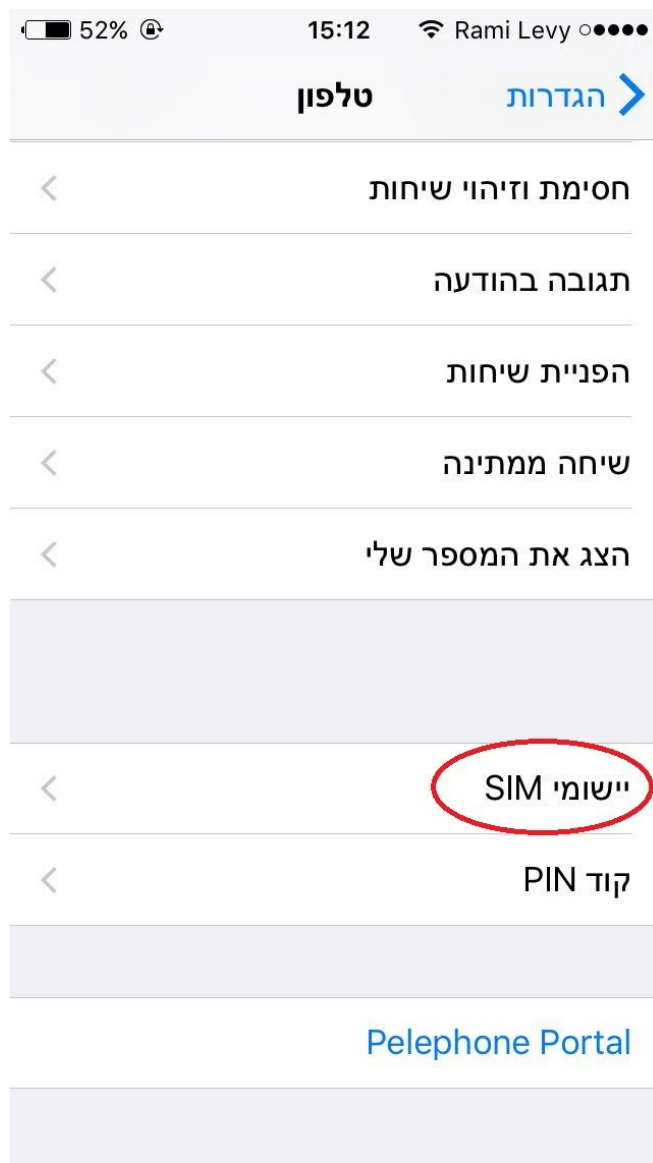 52% 15:12 Rami Levy
הגדרות טלפון
חסימת וזיהוי שיחות
תגובה בהודעה
הפניית שיחות
שיחה ממתינה
הצג את המספר שלי
יישומי SIM
קוד PIN
Pelephone Portal